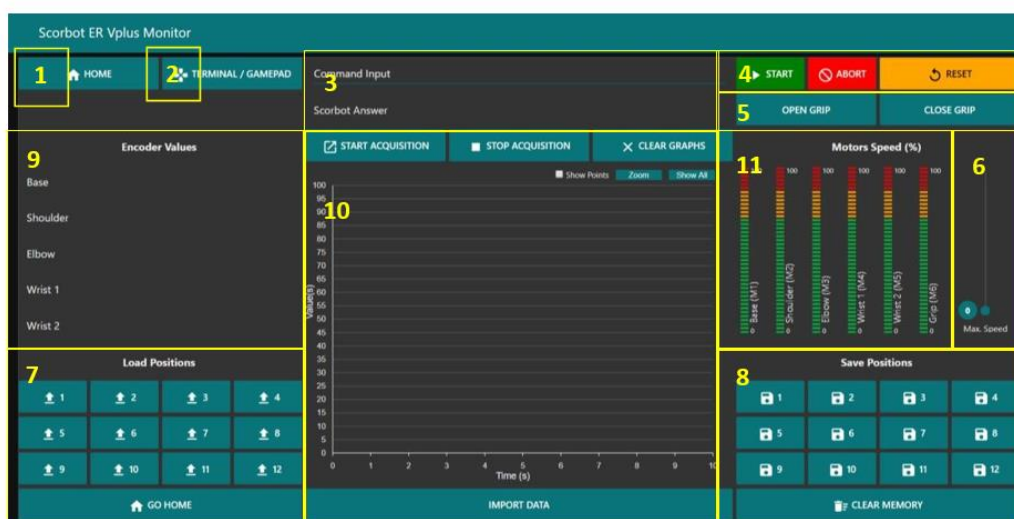 Scorbot ER Vplus Monitor
1 HOME
2 TERMINAL / GAMEPAD
3
Command Input
Scorbot Answer
4 START
ABORT
RESET
5 OPEN GRIP
CLOSE GRIP
9
Encoder Values
Base
Shoulder
Elbow
Wrist 1
Wrist 2
START ACQUISITION
STOP ACQUISITION
CLEAR GRAPHS
Show Points
Zoom
Show All
10
Value(s)
100
95
90
85
80
75
70
65
60
55
50
45
40
35
30
25
20
15
10
5
0
0 1 2 3 4 5 6 7 8 9 10
Time (s)
IMPORT DATA
11
Motors Speed (%)
100 100 100 100 100 100
Base (M1)
Shoulder (M2)
Elbow (M3)
Wrist 1 (M4)
Wrist 2 (M5)
Grip (M6)
0 0 0 0 0 0
6
0
Max. Speed
7
Load Positions
1 2 3 4
5 6 7 8
9 10 11 12
GO HOME
8
Save Positions
1 2 3 4
5 6 7 8
9 10 11 12
CLEAR MEMORY